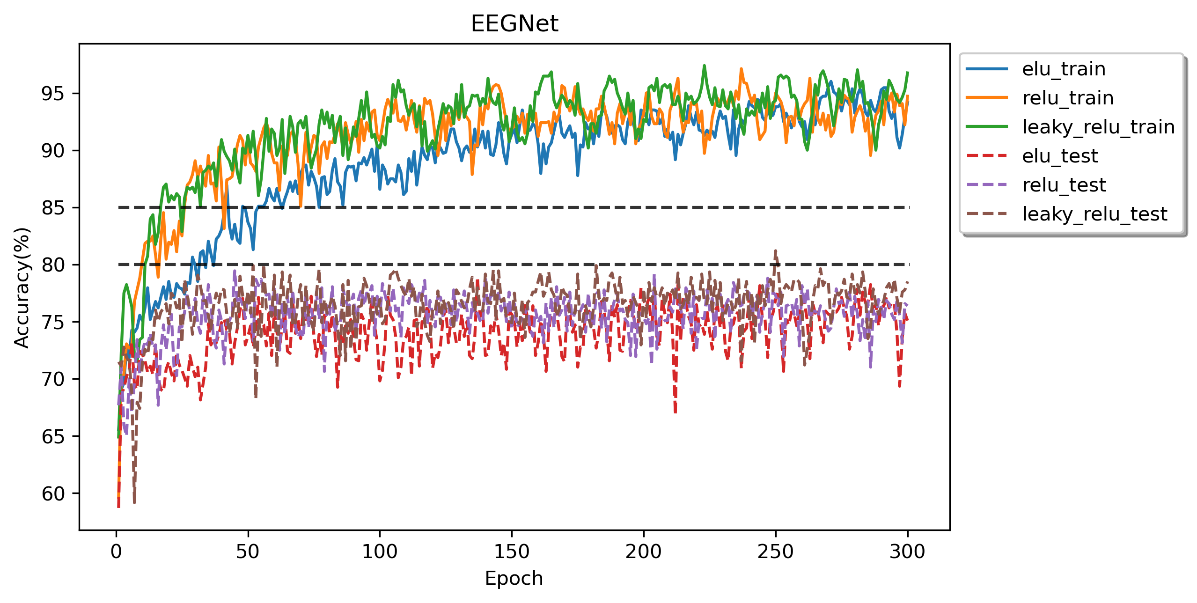 EEGNet
elu_train
relu_train
leaky_relu_train
elu_test
relu_test
leaky_relu_test
Accuracy(%)
95
90
85
80
75
70
65
60
0 50 100 150 200 250 300
Epoch